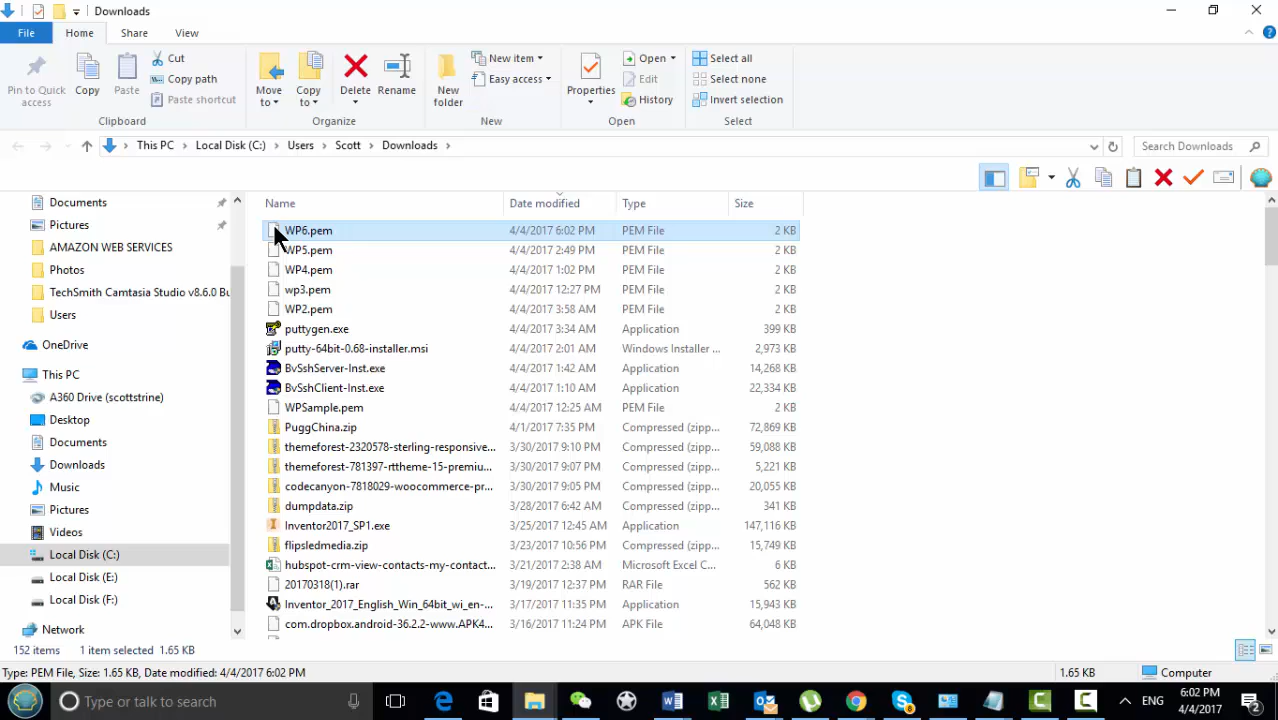 Downloads
File Home Share View
Pin to Quick access
Copy
Paste
Cut
Copy path
Paste shortcut
Clipboard
Move to
Copy to
Delete
Rename
Organize
New folder
New item
Easy access
New
Properties
Open
Edit
History
Open
Select all
Select none
Invert selection
Select
This PC Local Disk (C:) Users Scott Downloads
Search Downloads
Documents
Pictures
AMAZON WEB SERVICES
Photos
TechSmith Camtasia Studio v8.6.0 Bu
Users
OneDrive
This PC
A360 Drive (scottstrine)
Desktop
Documents
Downloads
Music
Pictures
Videos
Local Disk (C:)
Local Disk (E:)
Local Disk (F:)
Network
Name Date modified Type Size
WP6.pem 4/4/2017 6:02 PM PEM File 2 KB
WP5.pem 4/4/2017 2:49 PM PEM File 2 KB
WP4.pem 4/4/2017 1:02 PM PEM File 2 KB
wp3.pem 4/4/2017 12:27 PM PEM File 2 KB
WP2.pem 4/4/2017 3:58 AM PEM File 2 KB
puttygen.exe 4/4/2017 3:34 AM Application 399 KB
putty-64bit-0.68-installer.msi 4/4/2017 2:01 AM Windows Installer ... 2,973 KB
BvSshServer-Inst.exe 4/4/2017 1:42 AM Application 14,268 KB
BvSshClient-Inst.exe 4/4/2017 1:10 AM Application 22,334 KB
WPSample.pem 4/4/2017 12:25 AM PEM File 2 KB
PuggChina.zip 4/1/2017 7:35 PM Compressed (zipp... 72,869 KB
themeforest-2320578-sterling-responsive... 3/30/2017 9:10 PM Compressed (zipp... 59,088 KB
themeforest-781397-rttheme-15-premiu... 3/30/2017 9:07 PM Compressed (zipp... 5,221 KB
codecanyon-7818029-woocommerce-pr... 3/30/2017 9:05 PM Compressed (zipp... 20,055 KB
dumpdata.zip 3/28/2017 6:42 AM Compressed (zipp... 341 KB
Inventor2017_SP1.exe 3/25/2017 12:45 AM Application 147,116 KB
flipsledmedia.zip 3/23/2017 10:56 PM Compressed (zipp... 15,749 KB
hubspot-crm-view-contacts-my-contact... 3/21/2017 2:38 AM Microsoft Excel C... 6 KB
20170318(1).rar 3/19/2017 12:37 PM RAR File 562 KB
Inventor_2017_English_Win_64bit_wi_en-... 3/17/2017 11:35 PM Application 15,943 KB
com.dropbox.android-36.2.2-www.APK4... 3/16/2017 11:24 PM APK File 64,048 KB
152 items 1 item selected 1.65 KB
Type: PEM File, Size: 1.65 KB, Date modified: 4/4/2017 6:02 PM 1.65 KB Computer
Type or talk to search
ENG
6:02 PM
4/4/2017
2